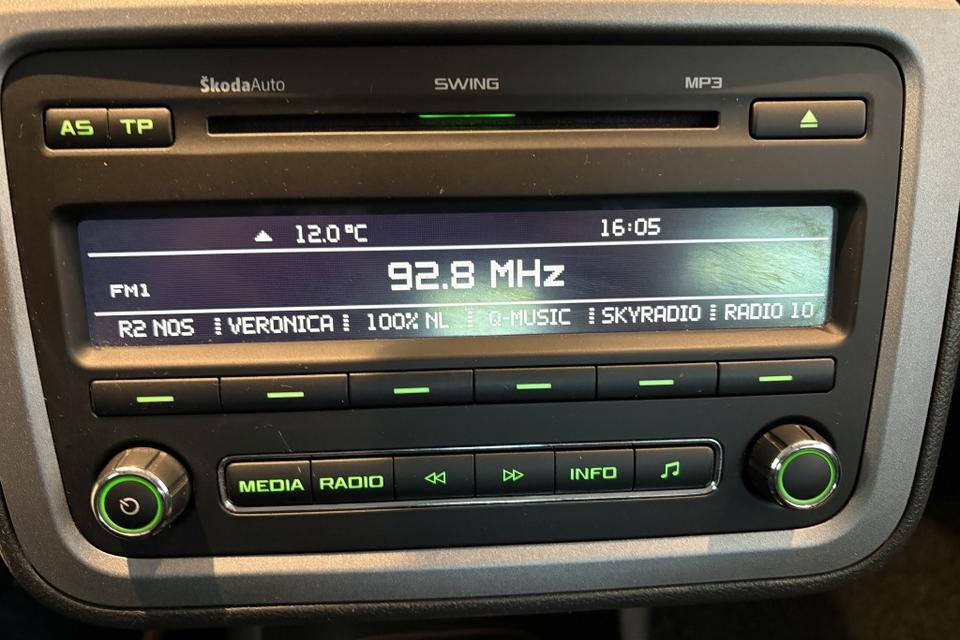 ŠkodaAuto SWING MP3
AS TP
12.0°C 16:05
92.8 MHz
FM1
R2 NOS VERONICA 100% NL Q-MUSIC SKYRADIO RADIO 10
MEDIA RADIO INFO